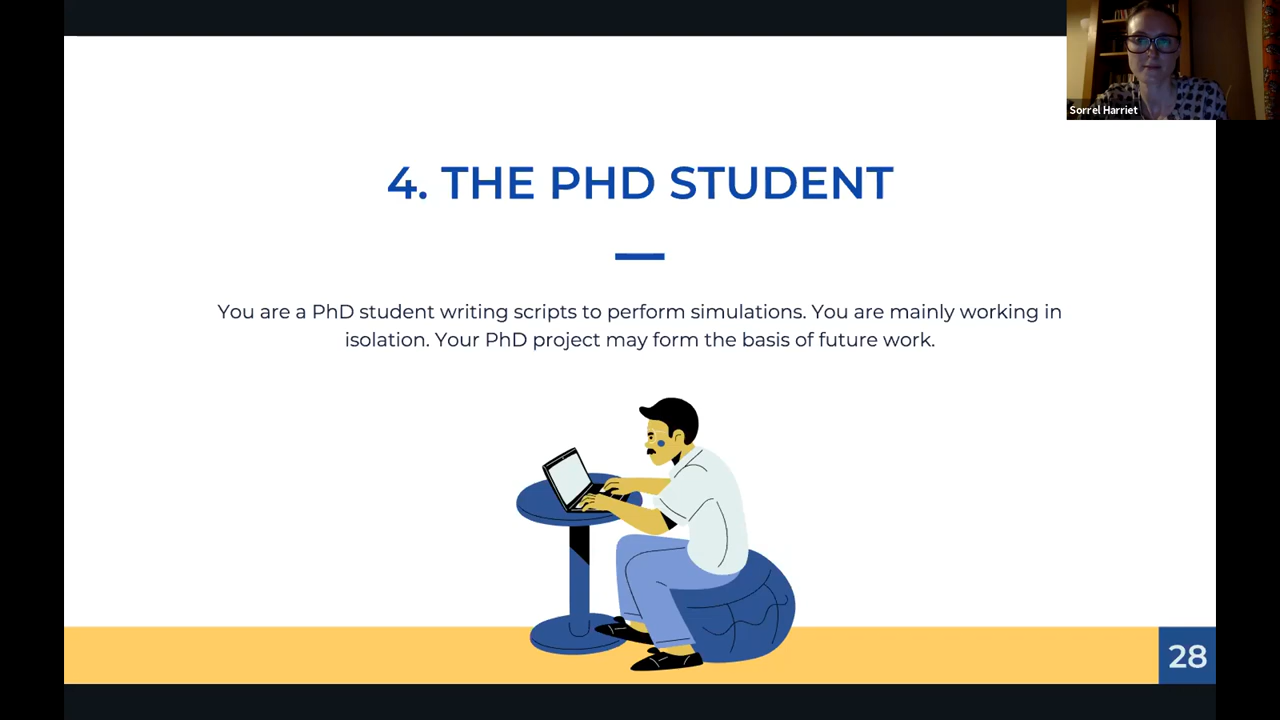 Sorrel Harriet
4. THE PHD STUDENT
You are a PhD student writing scripts to perform simulations. You are mainly working in
isolation. Your PhD project may form the basis of future work.
28